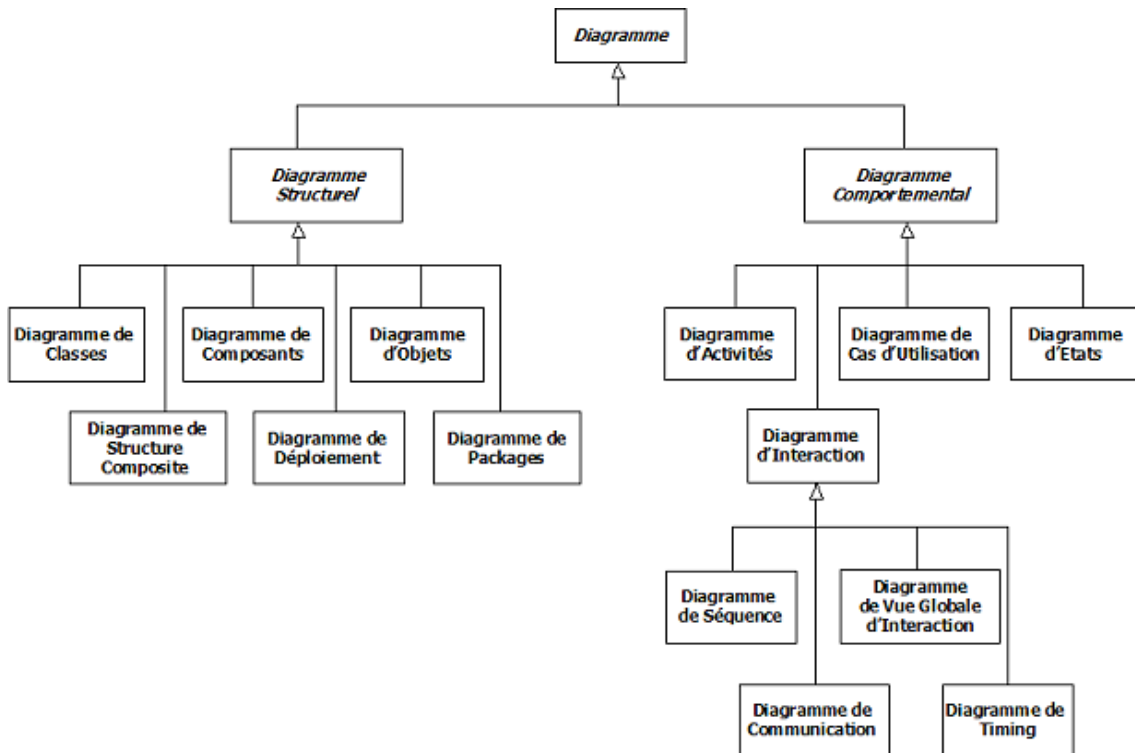 Diagramme
Diagramme
Structurel
Diagramme
Comportemental
Diagramme de
Classes
Diagramme de
Composants
Diagramme
d'Objets
Diagramme
d'Activités
Diagramme de
Cas d'Utilisation
Diagramme
d'Etats
Diagramme de
Structure
Composite
Diagramme de
Déploiement
Diagramme de
Packages
Diagramme
d'Interaction
Diagramme
de Séquence
Diagramme
de Vue Globale
d'Interaction
Diagramme de
Communication
Diagramme de
Timing